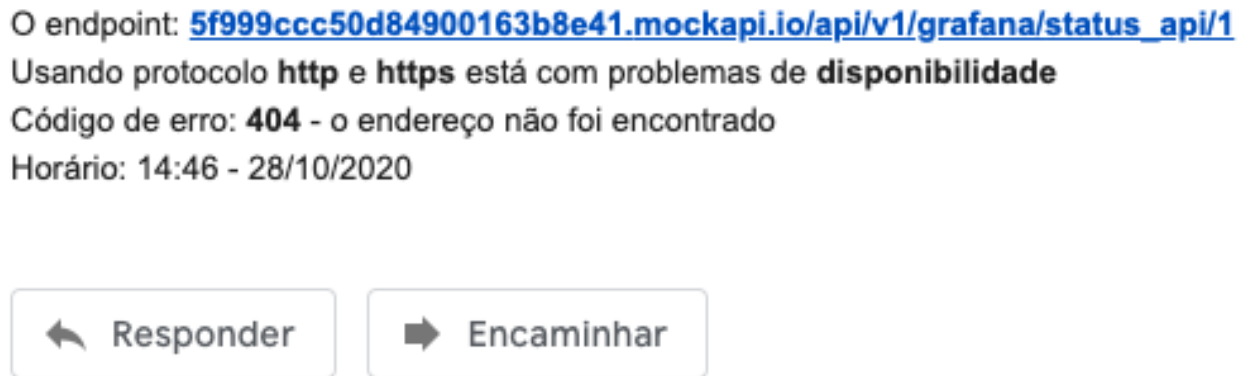 O endpoint: 5f999ccc50d84900163b8e41.mockapi.io/api/v1/grafana/status_api/1
Usando protocolo http e https está com problemas de disponibilidade
Código de erro: 404 - o endereço não foi encontrado
Horário: 14:46 - 28/10/2020
Responder
Encaminhar